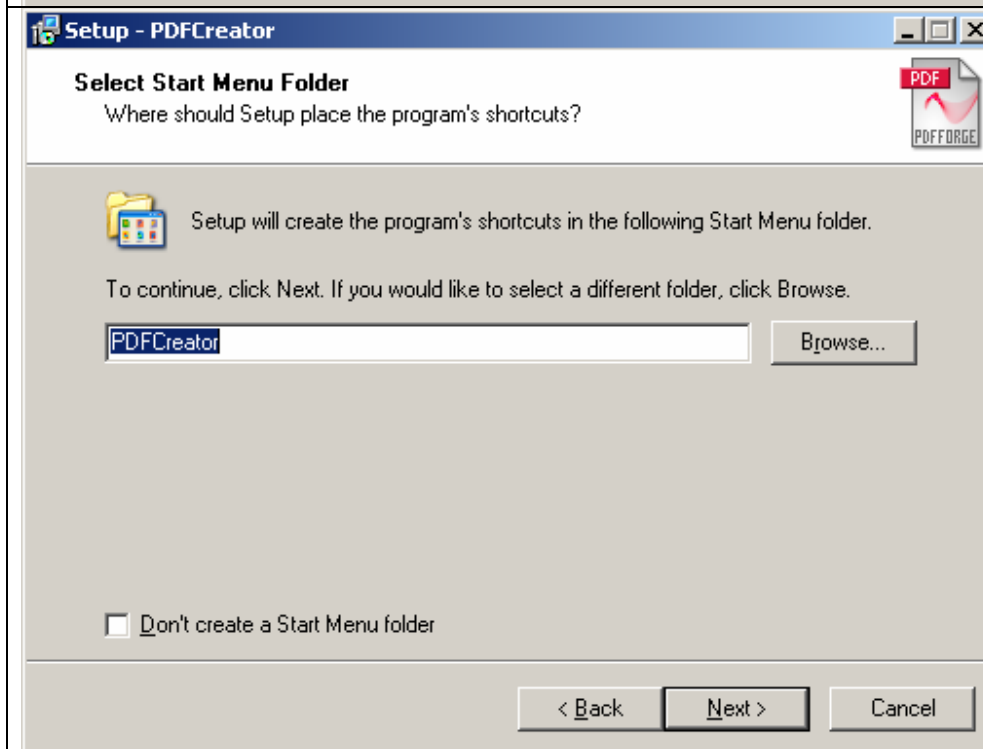 Setup - PDFCreator
Select Start Menu Folder
Where should Setup place the program's shortcuts?
PDF
PDFFORGE
Setup will create the program's shortcuts in the following Start Menu folder.
To continue, click Next. If you would like to select a different folder, click Browse.
PDFCreator
Browse...
Don't create a Start Menu folder
< Back
Next >
Cancel